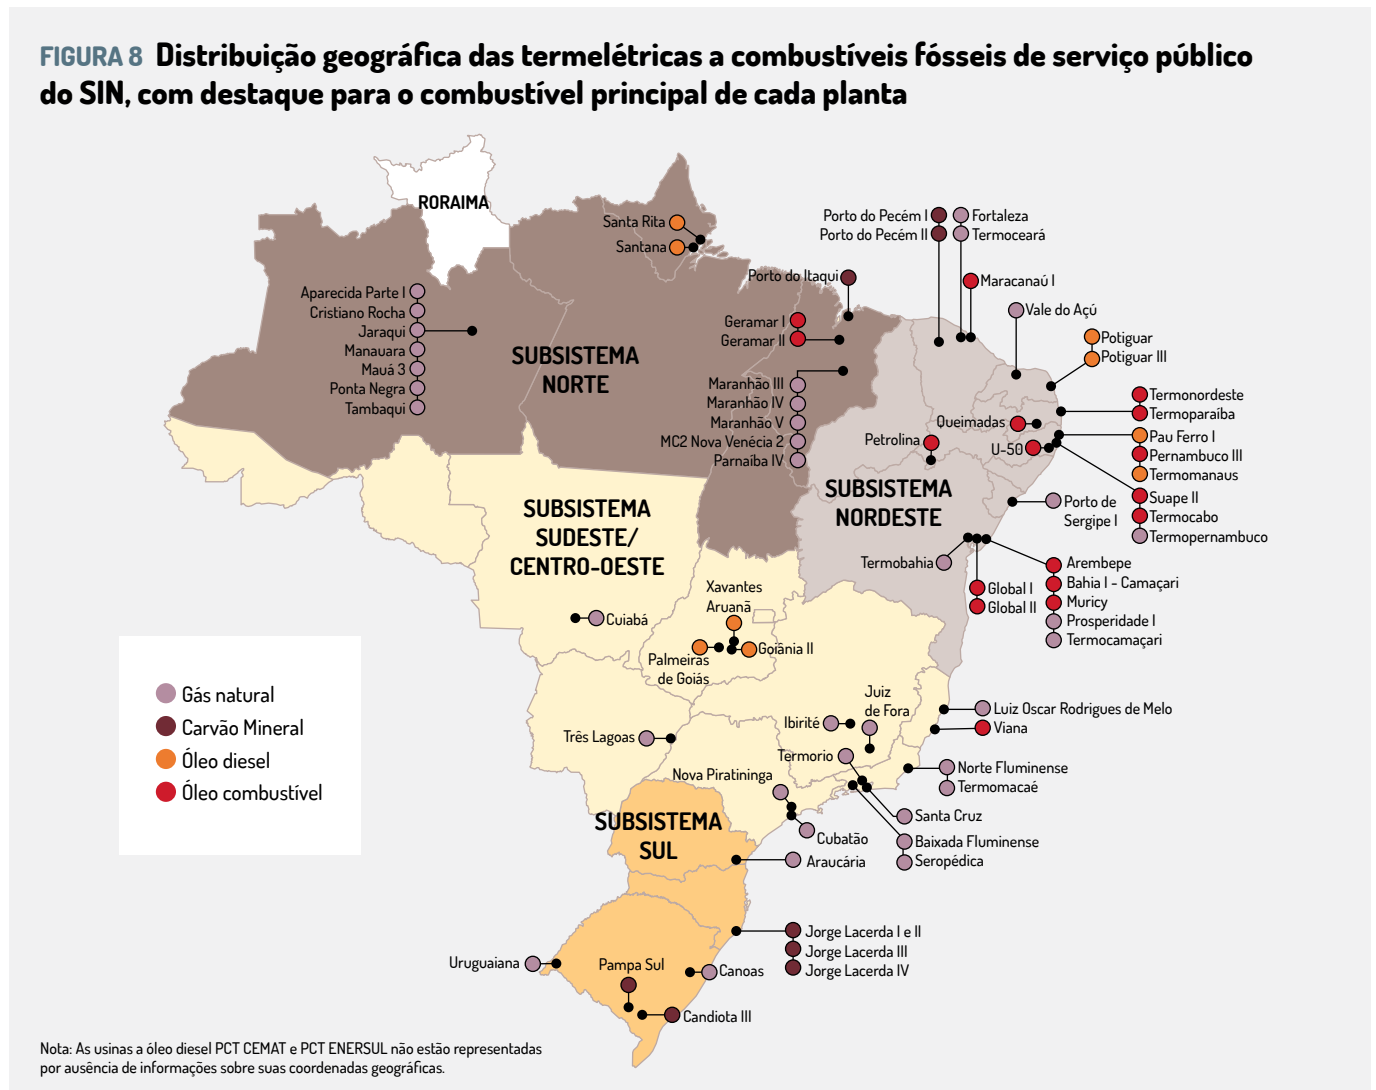 FIGURA 8 Distribuição geográfica das termelétricas a combustíveis fósseis de serviço público
do SIN, com destaque para o combustível principal de cada planta
RORAIMA
Santa Rita
Santana
Porto do Pecém I
Fortaleza
Porto do Pecém II
Termoceará
Porto do Itaqui
Maracanaú I
Aparecida Parte I
Cristiano Rocha
Jaraqui
Manauara
Mauá 3
Ponta Negra
Tambaqui
SUBSISTEMA
NORTE
Geramar I
Geramar II
Maranhão III
Maranhão IV
Maranhão V
MC2 Nova Venécia 2
Parnaíba IV
Vale do Açú
Potiguar
Potiguar III
Termonordeste
Termoparaíba
Queimadas
Petrolina
U-50
Pau Ferro I
Pernambuco III
Termomanaus
Suape II
Termocabo
Termopernambuco
SUBSISTEMA
NORDESTE
Porto de
Sergipe I
Termobahia
Global I
Global II
Arembepe
Bahia I - Camaçari
Muricy
Prosperidade I
Termocamaçari
SUBSISTEMA
SUDESTE/
CENTRO-OESTE
Xavantes
Aruanã
Cuiabá
Goiânia II
Palmeiras
de Goiás
Juiz
de Fora
Ibirité
Luiz Oscar Rodrigues de Melo
Viana
Três Lagoas
Termorio
Nova Piratininga
Norte Fluminense
Termomacaé
Santa Cruz
Cubatão
Baixada Fluminense
Seropédica
Gás natural
Carvão Mineral
Óleo diesel
Óleo combustível
SUBSISTEMA
SUL
Araucária
Jorge Lacerda I e II
Jorge Lacerda III
Jorge Lacerda IV
Uruguaiana
Pampa Sul
Canoas
Candiota III
Nota: As usinas a óleo diesel PCT CEMAT e PCT ENERSUL não estão representadas
por ausência de informações sobre suas coordenadas geográficas.